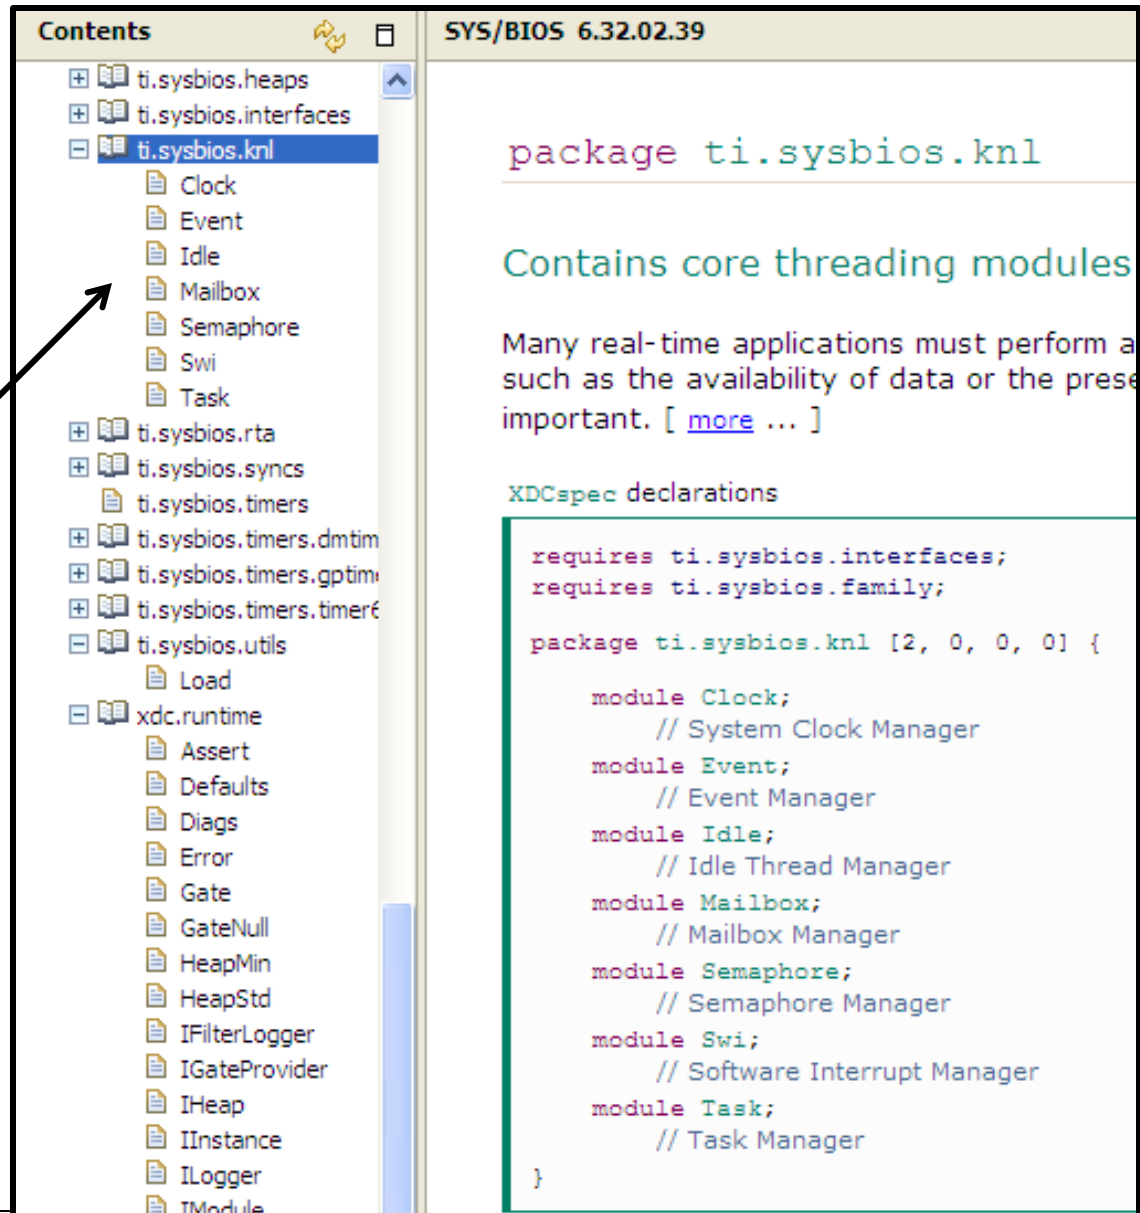 Contents
ti.sysbios.heaps
ti.sysbios.interfaces
ti.sysbios.knl
Clock
Event
Idle
Mailbox
Semaphore
Swi
Task
ti.sysbios.rta
ti.sysbios.syncs
ti.sysbios.timers
ti.sysbios.timers.dmtim
ti.sysbios.timers.gptim
ti.sysbios.timers.timer6
ti.sysbios.utils
Load
xdc.runtime
Assert
Defaults
Diags
Error
Gate
GateNull
HeapMin
HeapStd
IFilterLogger
IGateProvider
IHeap
IInstance
ILogger
IModule
SYS/BIOS 6.32.02.39
package ti.sysbios.knl
Contains core threading modules
Many real-time applications must perform a
such as the availability of data or the prese
important. [ more ... ]
XDCspec declarations
requires ti.sysbios.interfaces;
requires ti.sysbios.family;
package ti.sysbios.knl [2, 0, 0, 0] {
module Clock;
// System Clock Manager
module Event;
// Event Manager
module Idle;
// Idle Thread Manager
module Mailbox;
// Mailbox Manager
module Semaphore;
// Semaphore Manager
module Swi;
// Software Interrupt Manager
module Task;
// Task Manager
}